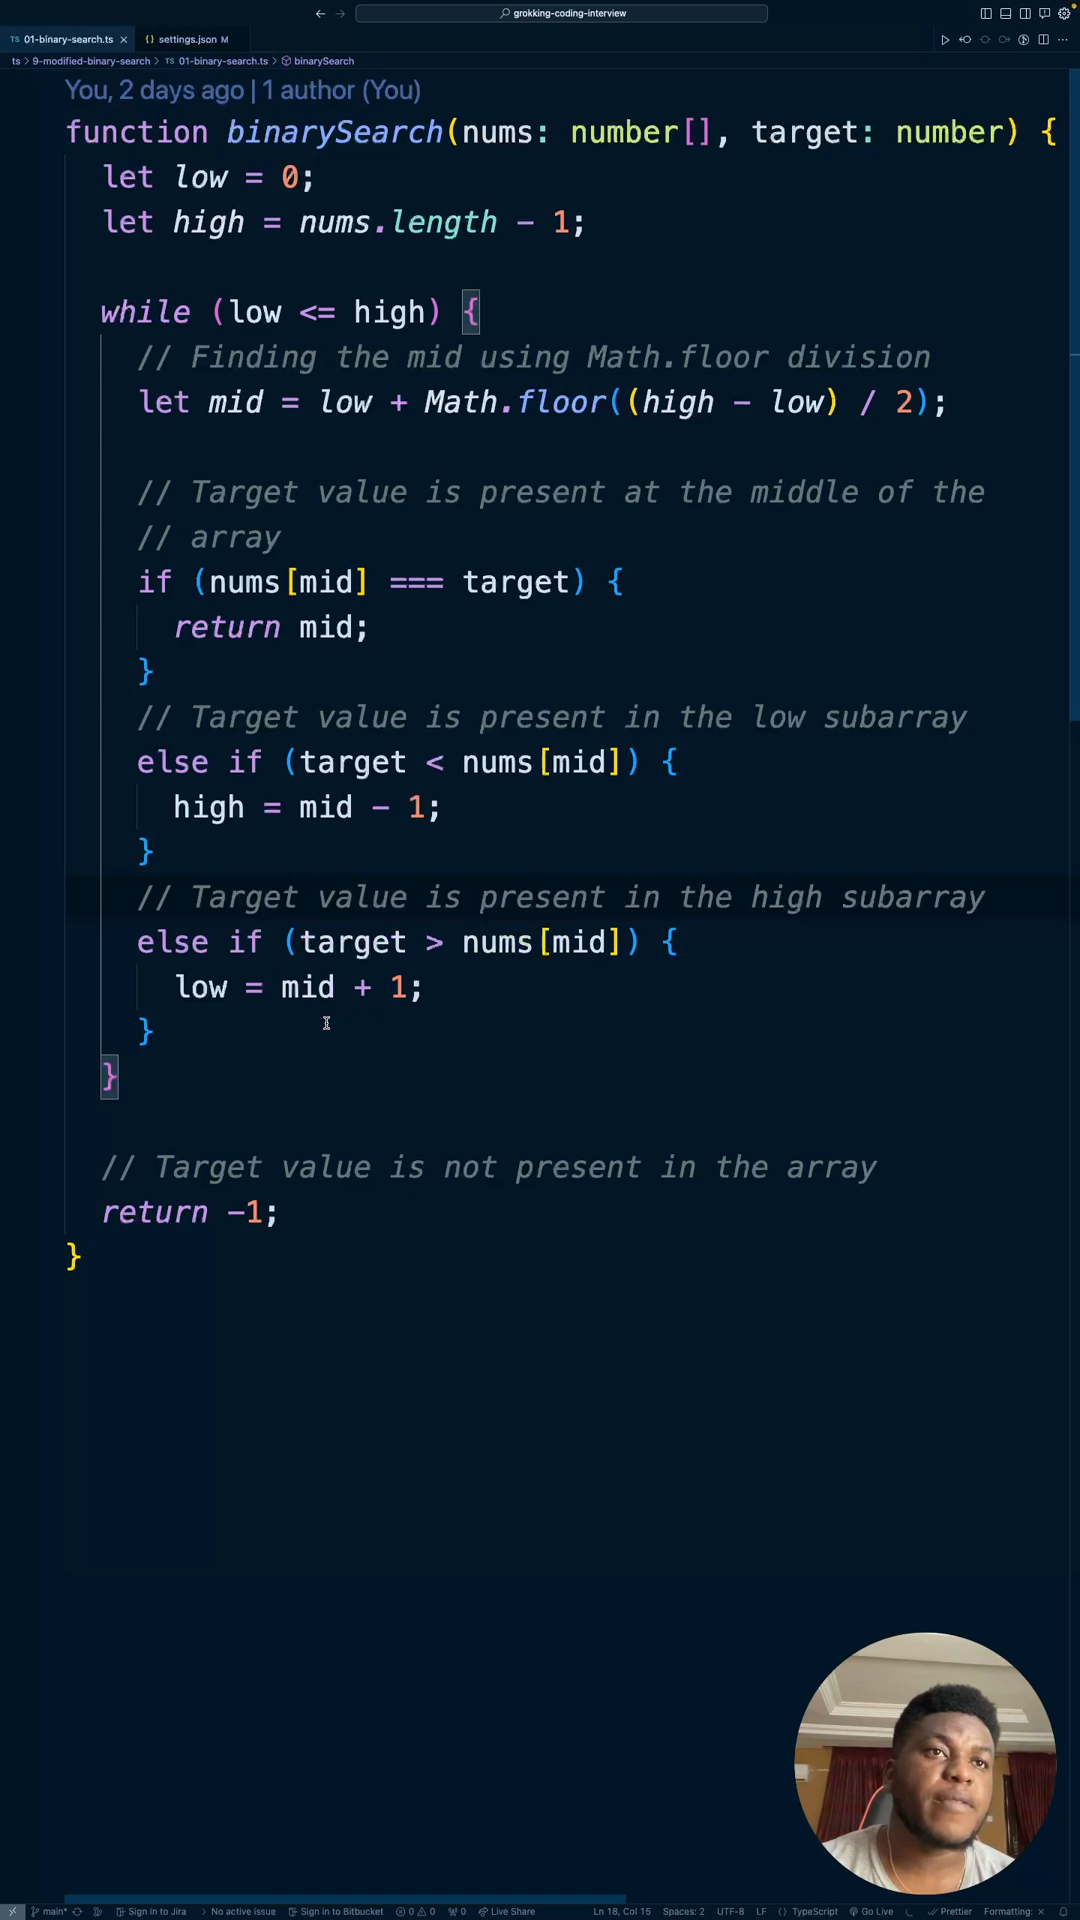 grokking-coding-interview
TS 01-binary-search.ts
{} settings.json M
ts > 9-modified-binary-search > TS 01-binary-search.ts > binarySearch
You, 2 days ago | 1 author (You)
function binarySearch(nums: number[], target: number) {
let low = 0;
let high = nums.length - 1;
while (low <= high) {
// Finding the mid using Math.floor division
let mid = low + Math.floor((high - low) / 2);
// Target value is present at the middle of the
// array
if (nums[mid] === target) {
return mid;
}
// Target value is present in the low subarray
else if (target < nums[mid]) {
high = mid - 1;
}
// Target value is present in the high subarray
else if (target > nums[mid]) {
low = mid + 1;
}
}
// Target value is not present in the array
return -1;
}
main* Sign in to Jira > No active issue Sign in to Bitbucket 0 0 0 Live Share Ln 18, Col 15 Spaces: 2 UTF-8 LF {} TypeScript Go Live Prettier Formatting: ×